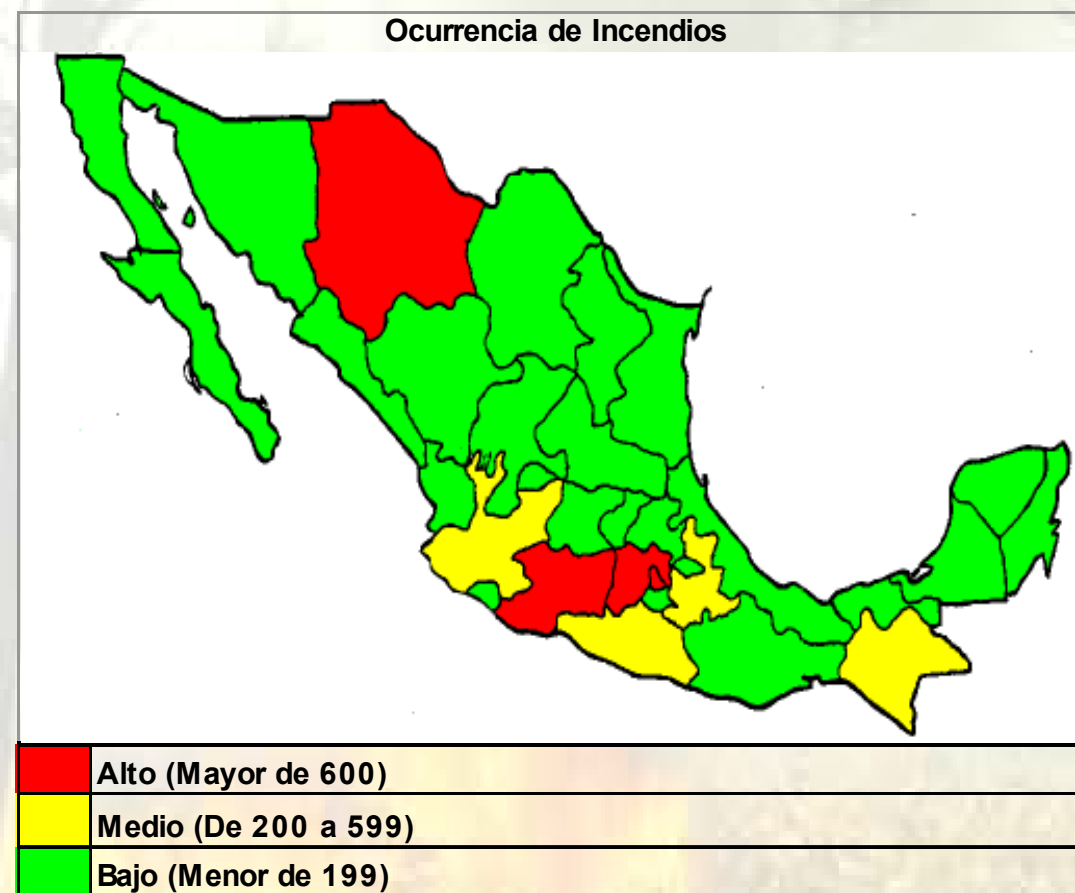 Ocurrencia de Incendios
Alto (Mayor de 600)
Medio (De 200 a 599)
Bajo (Menor de 199)